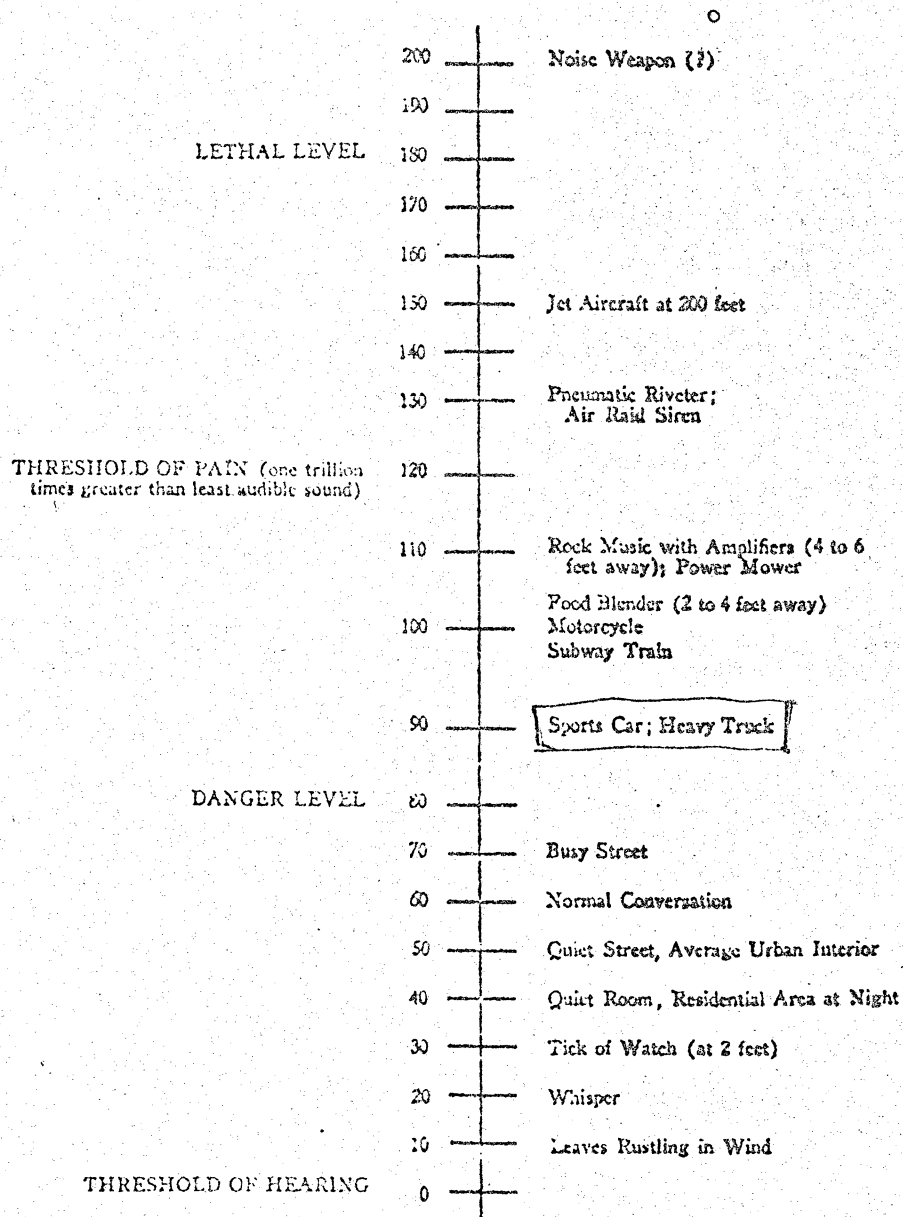 200 Noise Weapon (?)
190
LETHAL LEVEL 180
170
160
150 Jet Aircraft at 200 feet
140
130 Pneumatic Riveter;
Air Raid Siren
THRESHOLD OF PAIN (one trillion
times greater than least audible sound) 120
110 Rock Music with Amplifiers (4 to 6
feet away); Power Mower
Food Blender (2 to 4 feet away)
100 Motorcycle
Subway Train
90 Sports Car; Heavy Truck
DANGER LEVEL 80
70 Busy Street
60 Normal Conversation
50 Quiet Street, Average Urban Interior
40 Quiet Room, Residential Area at Night
30 Tick of Watch (at 2 feet)
20 Whisper
10 Leaves Rustling in Wind
THRESHOLD OF HEARING 0